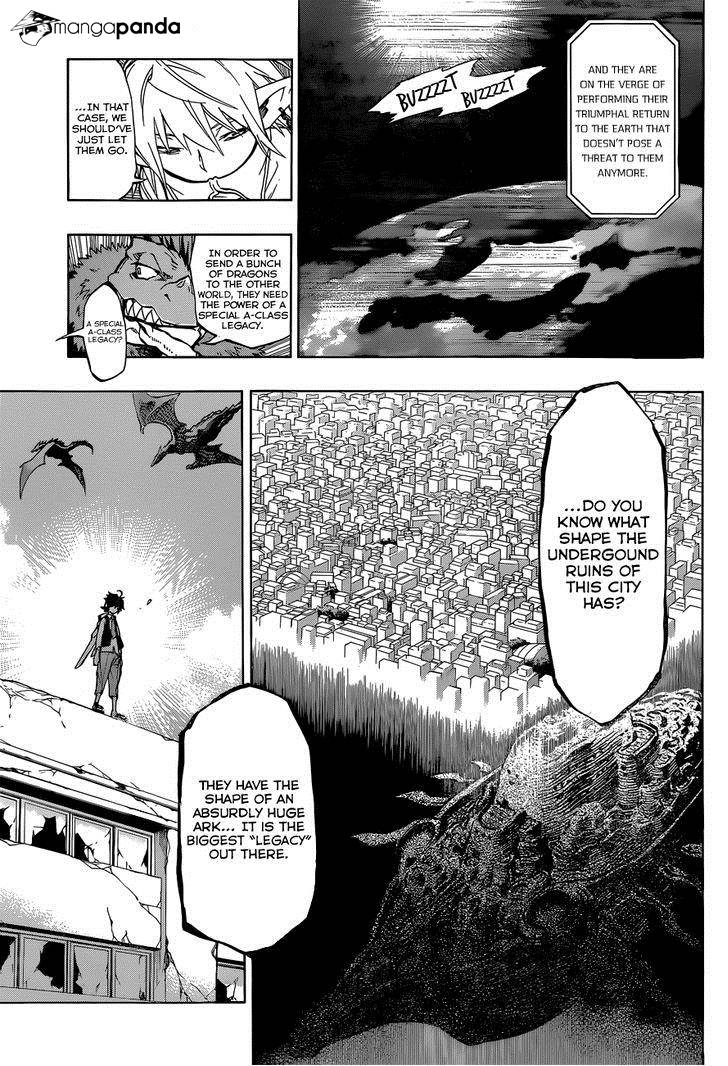 mangapanda
AND THEY ARE
ON THE VERGE OF
PERFORMING THEIR
TRIUMPHAL RETURN
TO THE EARTH THAT
DOESN'T POSE A
THREAT TO THEM
ANYMORE.
BUZZZZT
BUZZZZT
...IN THAT
CASE, WE
SHOULD'VE
JUST LET
THEM GO.
IN ORDER TO
SEND A BUNCH
OF DRAGONS
TO THE OTHER
WORLD, THEY NEED
THE POWER OF A
SPECIAL A-CLASS
LEGACY.
A SPECIAL
A-CLASS
LEGACY?
...DO YOU
KNOW WHAT
SHAPE THE
UNDERGOUND
RUINS OF
THIS CITY
HAS?
THEY HAVE THE
SHAPE OF AN
ABSURDLY HUGE
ARK... IT IS THE
BIGGEST "LEGACY"
OUT THERE.